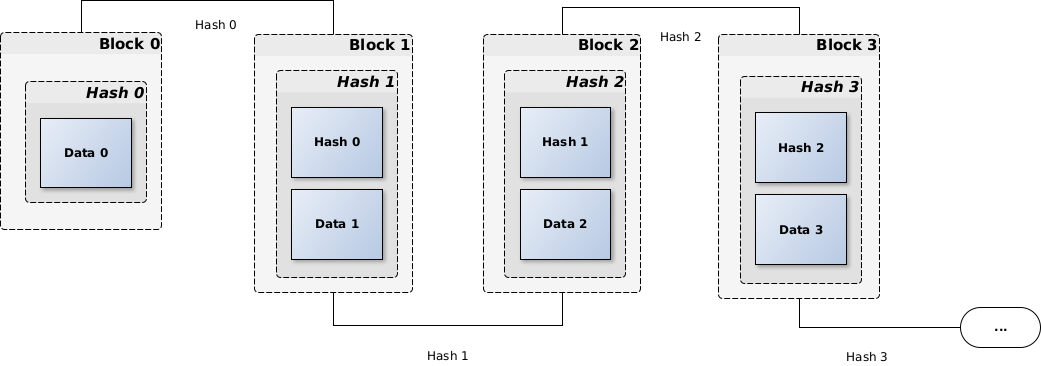 Hash 0
Block 0
Hash 0
Data 0
Block 1
Hash 1
Hash 0
Data 1
Hash 1
Block 2
Hash 2
Hash 1
Data 2
Hash 2
Block 3
Hash 3
Hash 2
Data 3
Hash 3
...